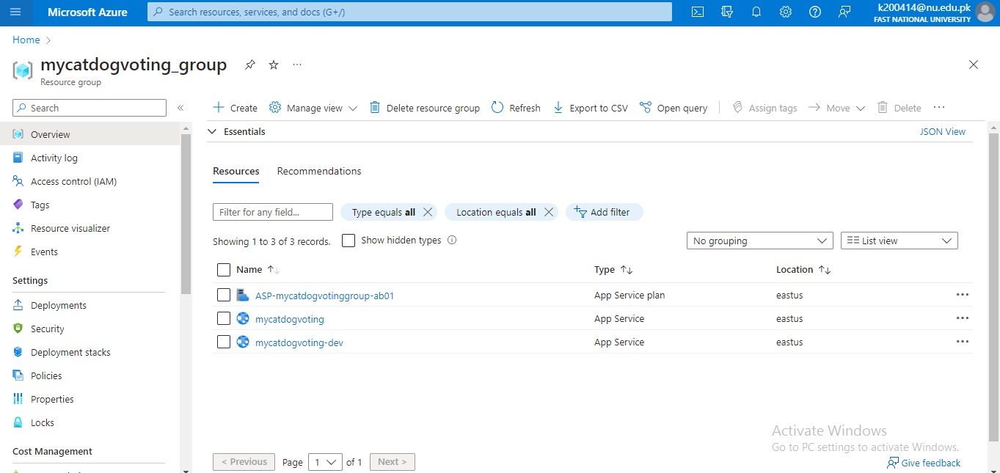 Microsoft Azure
Search resources, services, and docs (G+/)
k200414@nu.edu.pk
FAST NATIONAL UNIVERSITY
Home >
mycatdogvoting_group
Resource group
Search
Overview
Activity log
Access control (IAM)
Tags
Resource visualizer
Events
Settings
Deployments
Security
Deployment stacks
Policies
Properties
Locks
Cost Management
Create Manage view Delete resource group Refresh Export to CSV Open query Assign tags Move Delete
Essentials JSON View
Resources Recommendations
Filter for any field... Type equals all Location equals all Add filter
Showing 1 to 3 of 3 records. Show hidden types No grouping List view
Name Type Location
ASP-mycatdogvotinggroup-ab01 App Service plan eastus
mycatdogvoting App Service eastus
mycatdogvoting-dev App Service eastus
Activate Windows
Go to PC settings to activate Windows.
< Previous Page 1 of 1 Next >
Give feedback